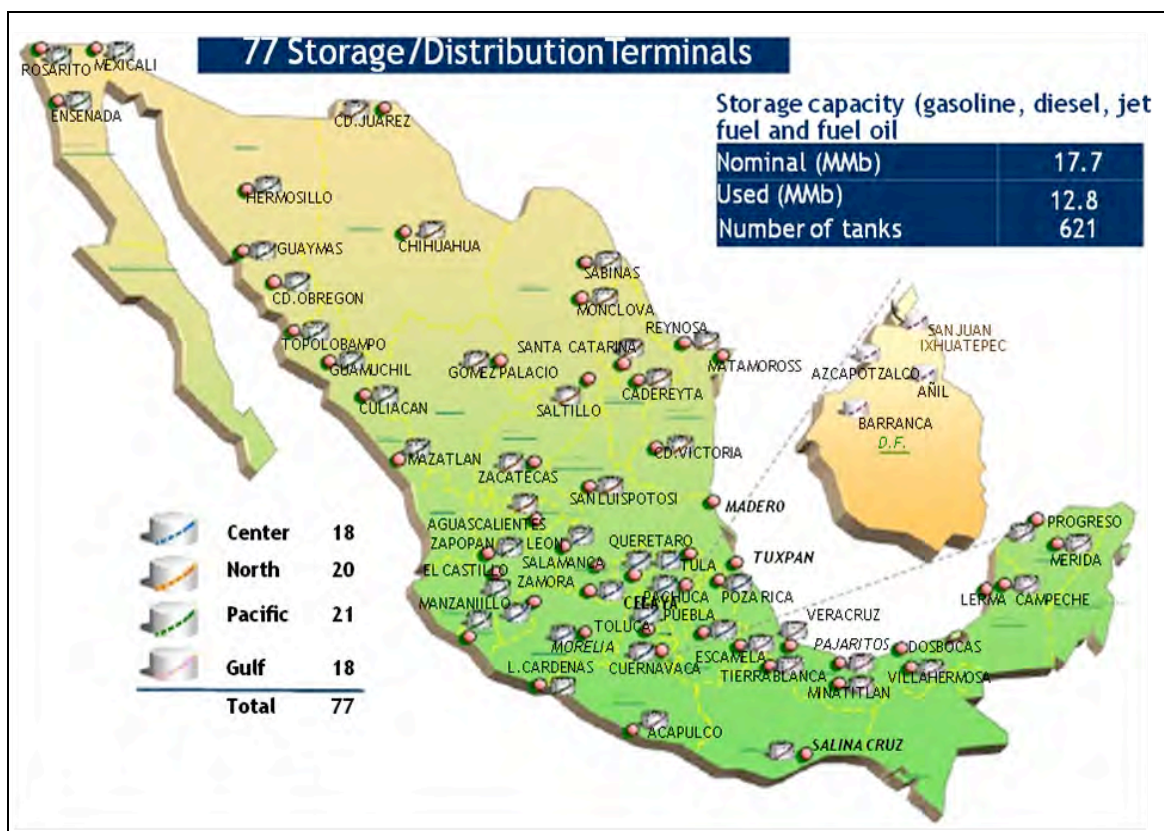 77 Storage/Distribution Terminals
Storage capacity (gasoline, diesel, jet
fuel and fuel oil
Nominal (MMb) 17.7
Used (MMb) 12.8
Number of tanks 621
ROSARITO
MEXICALI
ENSENADA
CD.JUAREZ
HERMOSILLO
CHIHUAHUA
GUAYMAS
SABINAS
CD.OBREGON
MONCLOVA
REYNOSA
SAN JUAN
IXHUATEPEC
TOPOLOBAMPO
SANTA CATARINA
GUAMUCHIL
GOMEZ PALACIO
MATAMOROSS
AZCAPOTZALCO
AÑIL
CULIACAN
SALTILLO
CADEREYTA
BARRANCA
D.F.
MAZATLAN
CD.VICTORIA
ZACATECAS
SAN LUIS POTOSI
MADERO
AGUASCALIENTES
PROGRESO
ZAPOPAN
LEON
QUERETARO
TUXPAN
MERIDA
EL CASTILLO
SALAMANCA
TULA
ZAMORA
PACHUCA
POZA RICA
LERMA
CAMPECHE
MANZANIILLO
CELAYA
PUEBLA
VERACRUZ
TOLUCA
MORELIA
PAJARITOS
DOSBOCAS
ESCAMELA
L.CARDENAS
CUERNAVACA
TIERRABLANCA
VILLAHERMOSA
MINATITLAN
ACAPULCO
SALINA CRUZ
Center 18
North 20
Pacific 21
Gulf 18
Total 77